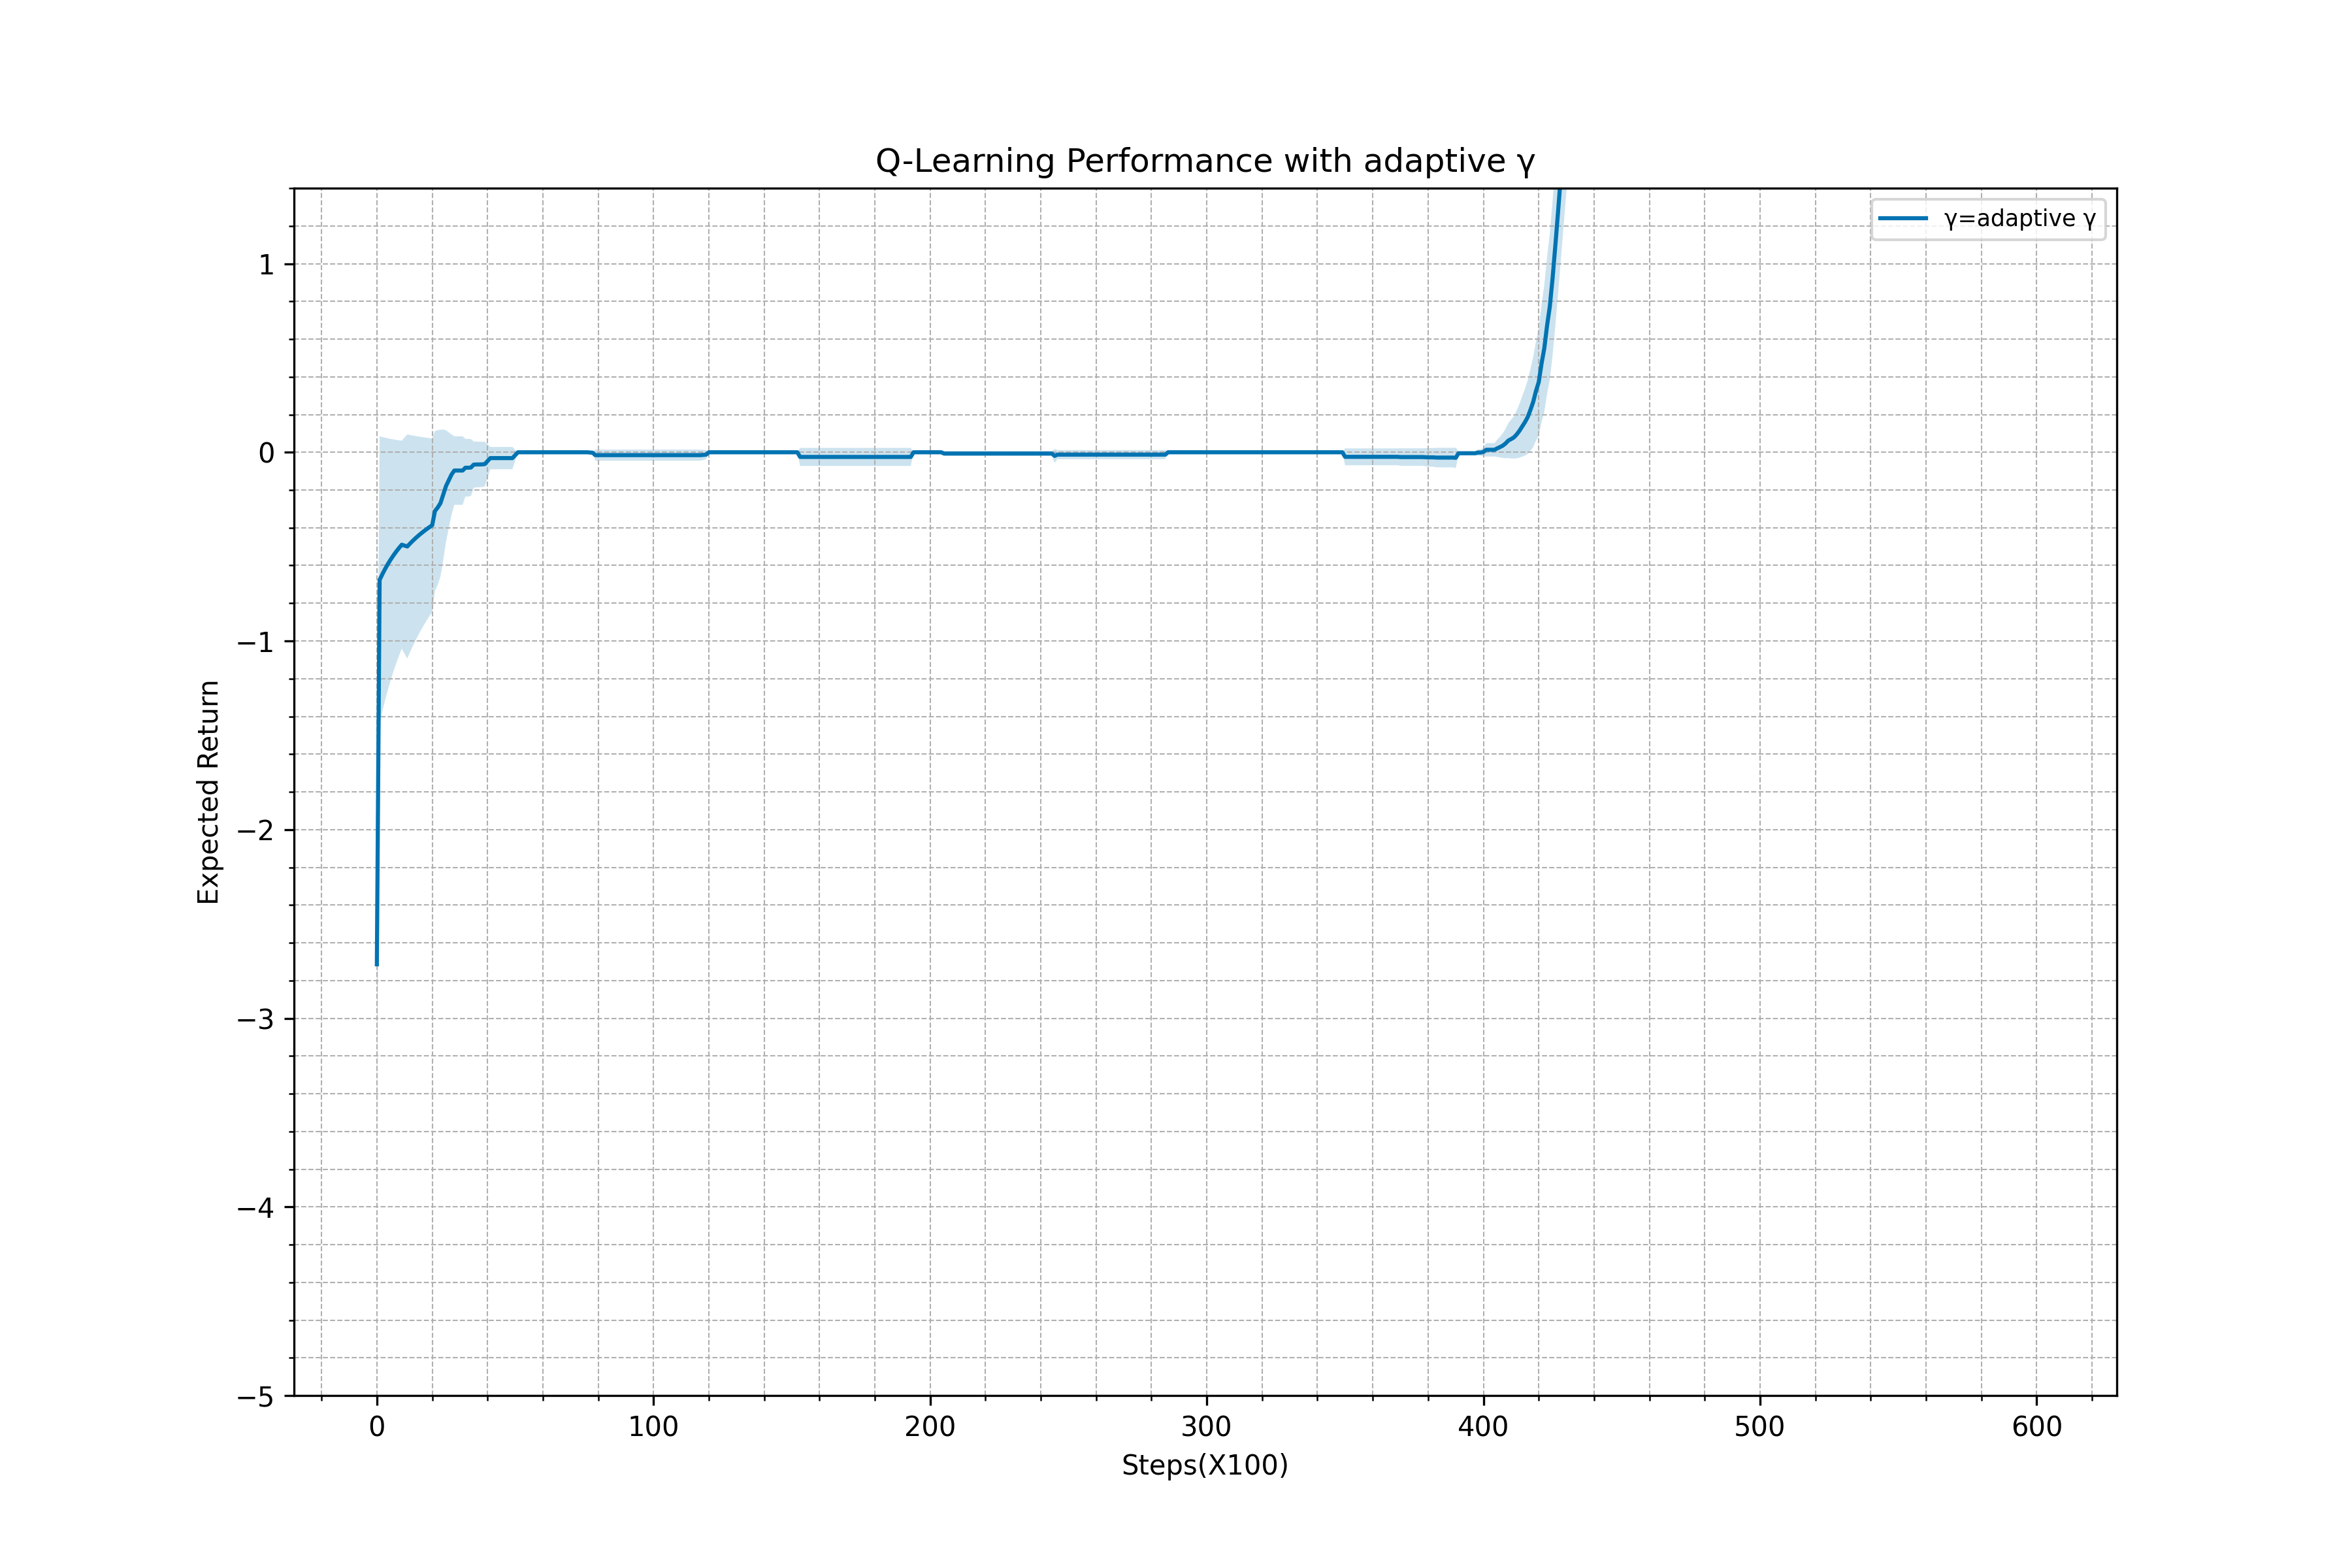 Q-Learning Performance with adaptive γ
γ=adaptive γ
Expected Return
1
0
−1
−2
−3
−4
−5
0 100 200 300 400 500 600
Steps(X100)